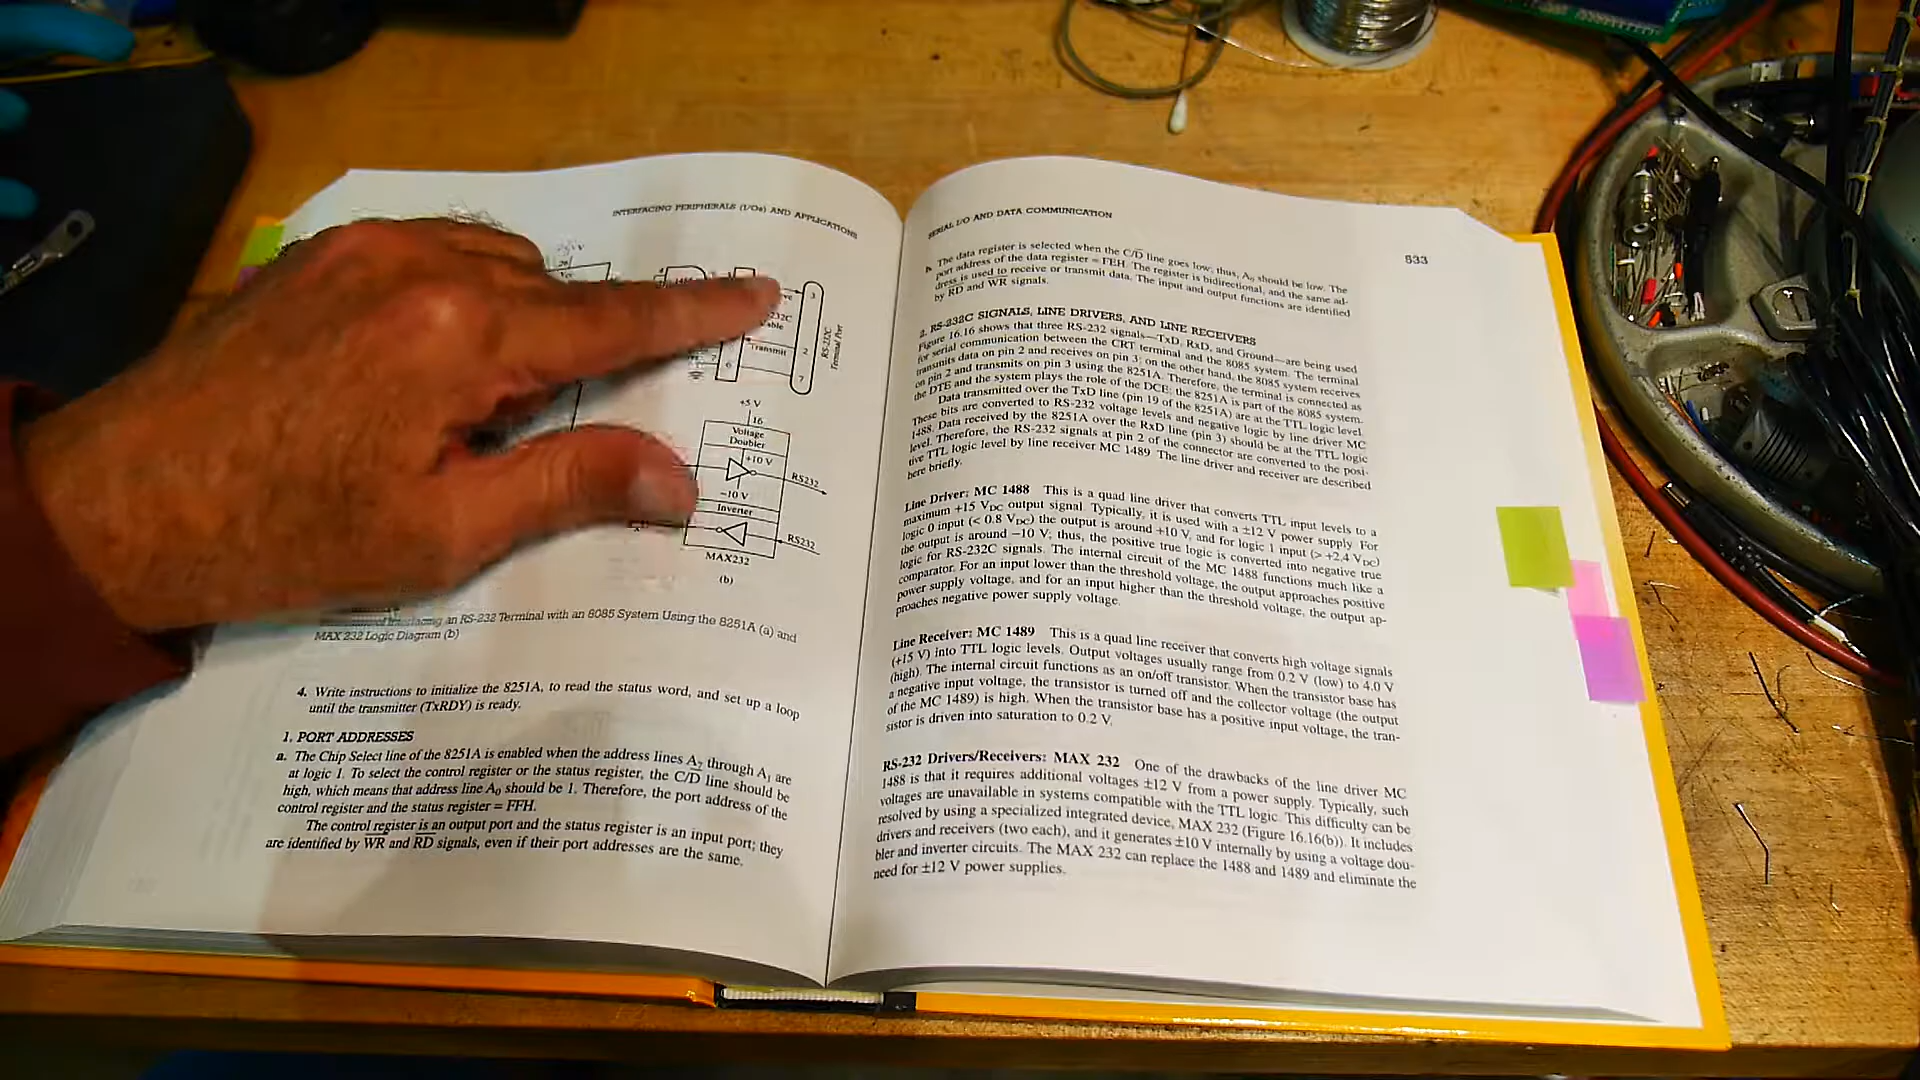 INTERFACING PERIPHERALS (I/Os) AND APPLICATIONS
232C
Transmit
3
2
7
7
6
RS-232C
Terminal Port
+5 V
16
Voltage
Doubler
+10 V
RS232
−10 V
Inverter
RS232
MAX232
(b)
Interfacing an RS-232 Terminal with an 8085 System Using the 8251A (a) and
MAX 232 Logic Diagram (b)
4. Write instructions to initialize the 8251A, to read the status word, and set up a loop
until the transmitter (TxRDY) is ready.
1. PORT ADDRESSES
a. The Chip Select line of the 8251A is enabled when the address lines A7 through A1 are
at logic 1. To select the control register or the status register, the C/D̅ line should be
high, which means that address line A0 should be 1. Therefore, the port address of the
control register and the status register = FFH.
The control register is an output port and the status register is an input port; they
are identified by W̅R̅ and R̅D̅ signals, even if their port addresses are the same.
SERIAL I/O AND DATA COMMUNICATION
533
b. The data register is selected when the C/D̅ line goes low; thus, A0 should be low. The
port address of the data register = FEH. The register is bidirectional, and the same ad-
dress is used to receive or transmit data. The input and output functions are identified
by R̅D̅ and W̅R̅ signals.
2. RS-232C SIGNALS, LINE DRIVERS, AND LINE RECEIVERS
Figure 16.16 shows that three RS-232 signals—TxD, RxD, and Ground—are being used
for serial communication between the CRT terminal and the 8085 system. The terminal
transmits data on pin 2 and receives on pin 3; on the other hand, the 8085 system receives
on pin 2 and transmits on pin 3 using the 8251A. Therefore, the terminal is connected as
the DTE and the system plays the role of the DCE; the 8251A is part of the 8085 system.
Data transmitted over the TxD line (pin 19 of the 8251A) are at the TTL logic level.
These bits are converted to RS-232 voltage levels and negative logic by line driver MC
1488. Data received by the 8251A over the RxD line (pin 3) should be at the TTL logic
level. Therefore, the RS-232 signals at pin 2 of the connector are converted to the posi-
tive TTL logic level by line receiver MC 1489 The line driver and receiver are described
here briefly.
Line Driver: MC 1488 This is a quad line driver that converts TTL input levels to a
maximum +15 VDC output signal. Typically, it is used with a ±12 V power supply. For
logic 0 input (< 0.8 VDC) the output is around +10 V, and for logic 1 input (> +2.4 VDC)
the output is around −10 V; thus, the positive true logic is converted into negative true
logic for RS-232C signals. The internal circuit of the MC 1488 functions much like a
comparator. For an input lower than the threshold voltage, the output approaches positive
power supply voltage, and for an input higher than the threshold voltage, the output ap-
proaches negative power supply voltage.
Line Receiver: MC 1489 This is a quad line receiver that converts high voltage signals
(+15 V) into TTL logic levels. Output voltages usually range from 0.2 V (low) to 4.0 V
(high). The internal circuit functions as an on/off transistor. When the transistor base has
a negative input voltage, the transistor is turned off and the collector voltage (the output
of the MC 1489) is high. When the transistor base has a positive input voltage, the tran-
sistor is driven into saturation to 0.2 V.
RS-232 Drivers/Receivers: MAX 232 One of the drawbacks of the line driver MC
1488 is that it requires additional voltages ±12 V from a power supply. Typically, such
voltages are unavailable in systems compatible with the TTL logic. This difficulty can be
resolved by using a specialized integrated device, MAX 232 (Figure 16.16(b)). It includes
drivers and receivers (two each), and it generates ±10 V internally by using a voltage dou-
bler and inverter circuits. The MAX 232 can replace the 1488 and 1489 and eliminate the
need for ±12 V power supplies.